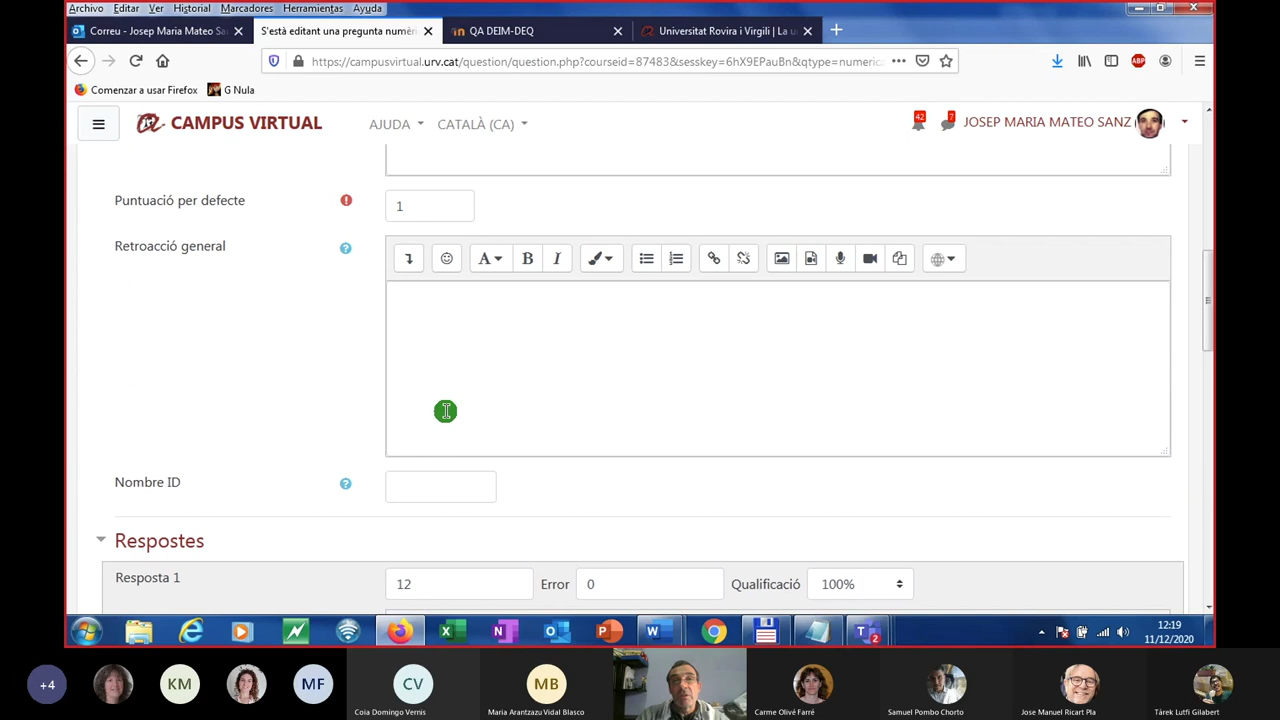 Archivo Editar Ver Historial Marcadores Herramientas Ayuda
Correu - Josep Maria Mateo Sa
S'està editant una pregunta numèri
QA DEIM-DEQ
Universitat Rovira i Virgili | La u
https://campusvirtual.urv.cat/question/question.php?courseid=87483&sesskey=6hX9EPauBn&qtype=numerica
Comenzar a usar Firefox
G Nula
CAMPUS VIRTUAL
AJUDA
CATALÀ (CA)
42
7
JOSEP MARIA MATEO SANZ
ABP
Puntuació per defecte
1
Retroacció general
A B I
Nombre ID
Respostes
Resposta 1
12
Error
0
Qualificació
100%
12:19
11/12/2020
+4
KM
MF
CV
Coia Domingo Vernis
MB
Maria Arantzazu Vidal Blasco
Carme Olivé Farré
Samuel Pombo Chorto
Jose Manuel Ricart Pla
Tárek Lutfi Gilabert